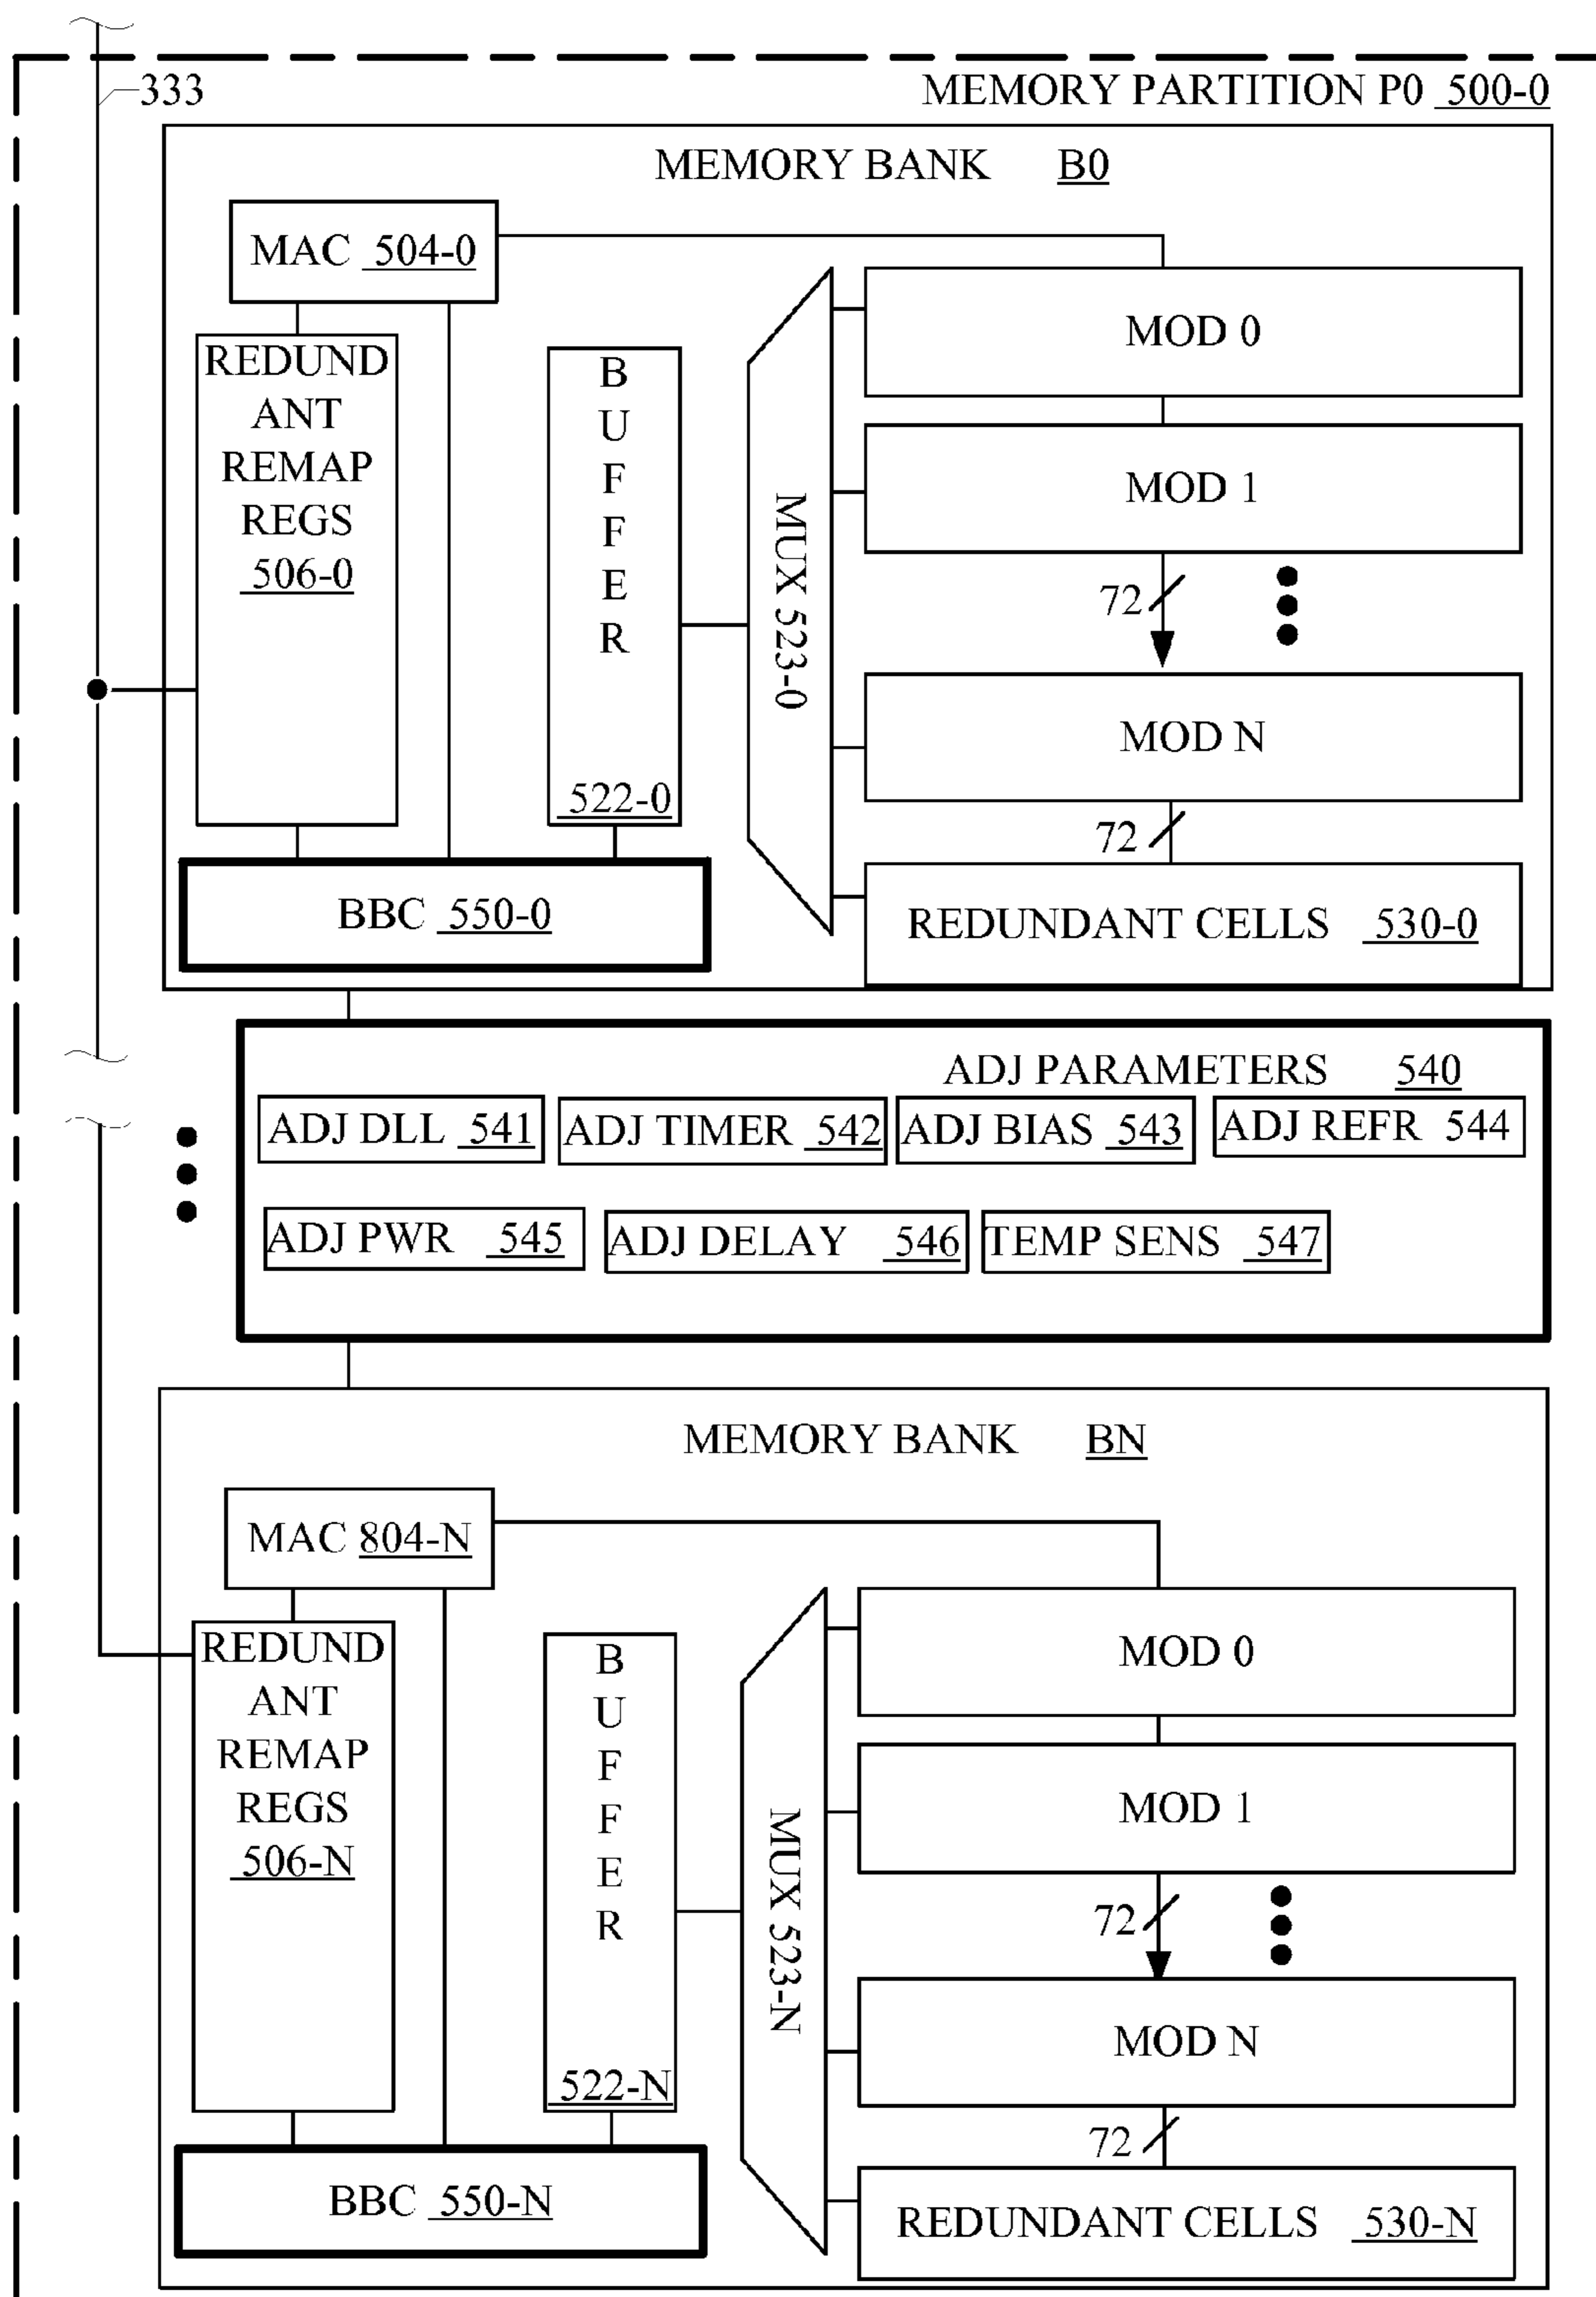 333
MEMORY PARTITION P0 500-0
MEMORY BANK B0
MAC 504-0
REDUND
ANT
REMAP
REGS
506-0
B
U
F
F
E
R
522-0
MUX 523-0
MOD 0
MOD 1
72
MOD N
72
BBC 550-0
REDUNDANT CELLS 530-0
ADJ PARAMETERS 540
ADJ DLL 541
ADJ TIMER 542
ADJ BIAS 543
ADJ REFR 544
ADJ PWR 545
ADJ DELAY 546
TEMP SENS 547
MEMORY BANK BN
MAC 804-N
REDUND
ANT
REMAP
REGS
506-N
B
U
F
F
E
R
522-N
MUX 523-N
MOD 0
MOD 1
72
MOD N
72
BBC 550-N
REDUNDANT CELLS 530-N